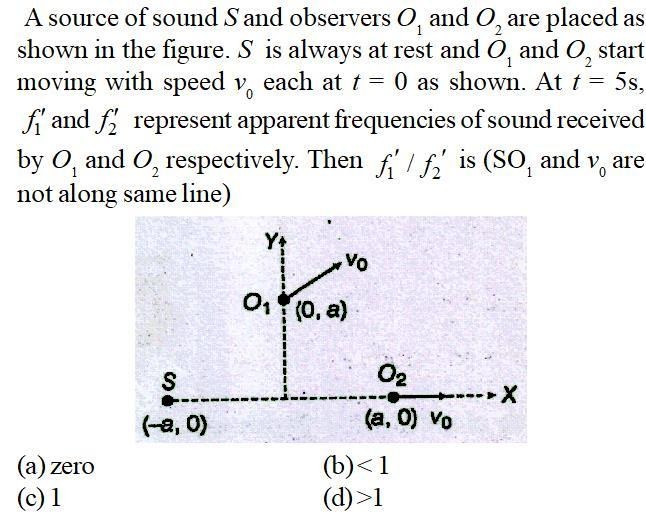 A source of sound S and observers O₁ and O₂ are placed as
shown in the figure. S is always at rest and O₁ and O₂ start
moving with speed v₀ each at t = 0 as shown. At t = 5s,
f₁′ and f₂′ represent apparent frequencies of sound received
by O₁ and O₂ respectively. Then f₁′ / f₂′ is (SO₁ and v₀ are
not along same line)
Y
v₀
O₁ (0, a)
S
O₂
X
(-a, 0)
(a, 0) v₀
(a) zero (b) < 1
(c) 1 (d) >1